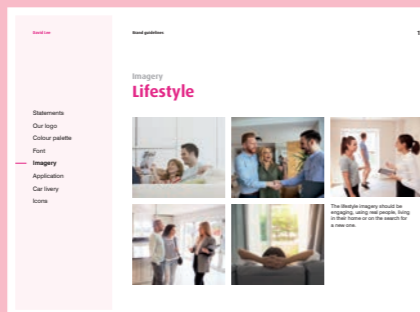 David Lee
Brand guidelines
Imagery
Lifestyle
Statements
Our logo
Colour palette
Font
Imagery
Application
Car livery
Icons
The lifestyle imagery should be
engaging, using real people, living
in their home or on the search for
a new one.